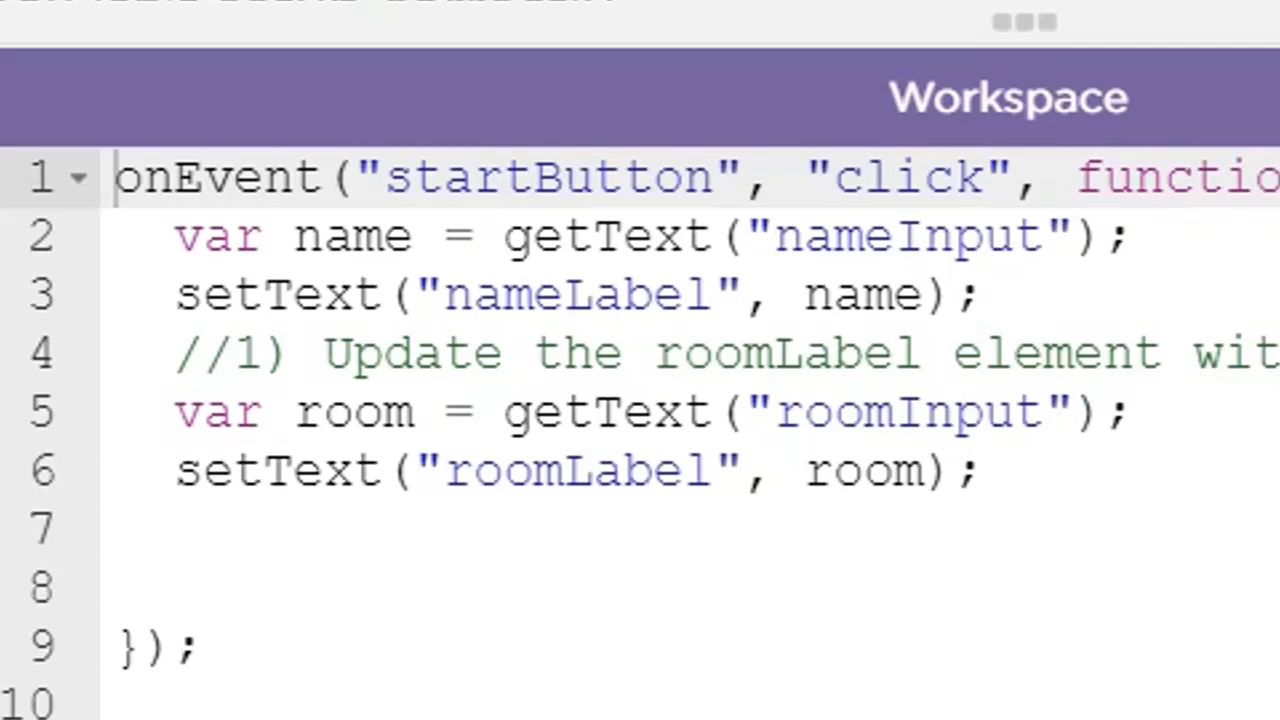 Workspace
1 onEvent("startButton", "click", functio
2 var name = getText("nameInput");
3 setText("nameLabel", name);
4 //1) Update the roomLabel element wit
5 var room = getText("roomInput");
6 setText("roomLabel", room);
7
8
9 });
10